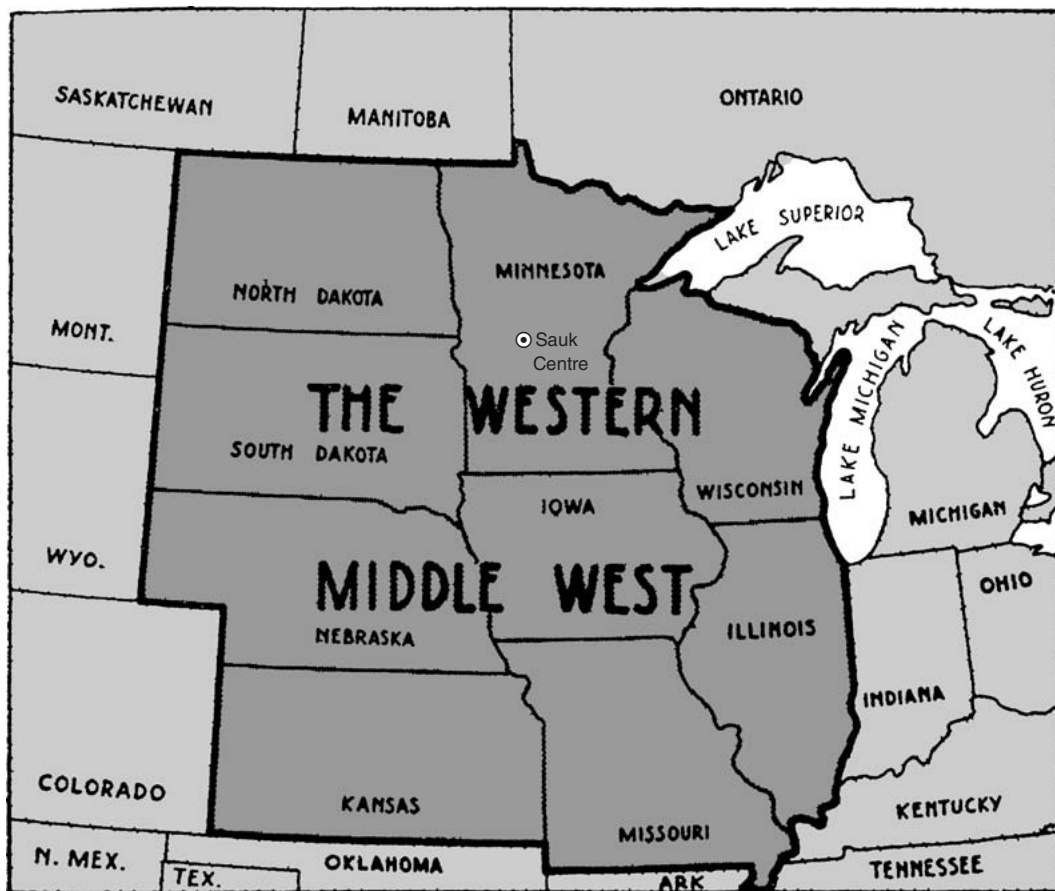 SASKATCHEWAN
MANITOBA
ONTARIO
LAKE SUPERIOR
MINNESOTA
NORTH DAKOTA
MONT.
Sauk
Centre
LAKE MICHIGAN
LAKE HURON
THE WESTERN
SOUTH DAKOTA
WISCONSIN
IOWA
MICHIGAN
WYO.
MIDDLE WEST
OHIO
NEBRASKA
ILLINOIS
INDIANA
COLORADO
KANSAS
MISSOURI
KENTUCKY
N. MEX.
TEX.
OKLAHOMA
ARK
TENNESSEE